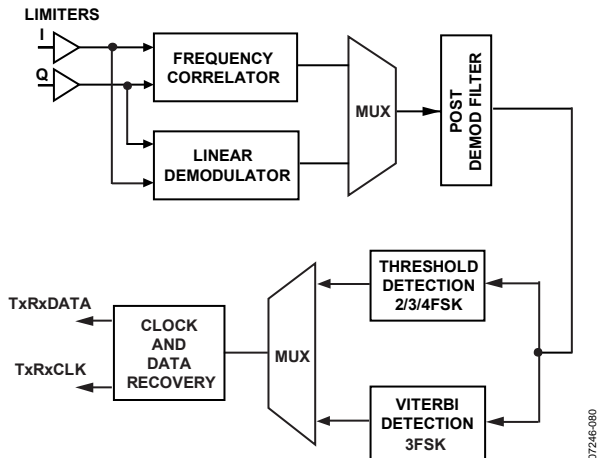 LIMITERS
I
Q
FREQUENCY
CORRELATOR
LINEAR
DEMODULATOR
MUX
POST
DEMOD FILTER
THRESHOLD
DETECTION
2/3/4FSK
VITERBI
DETECTION
3FSK
MUX
CLOCK
AND
DATA
RECOVERY
TxRxDATA
TxRxCLK
07246-080